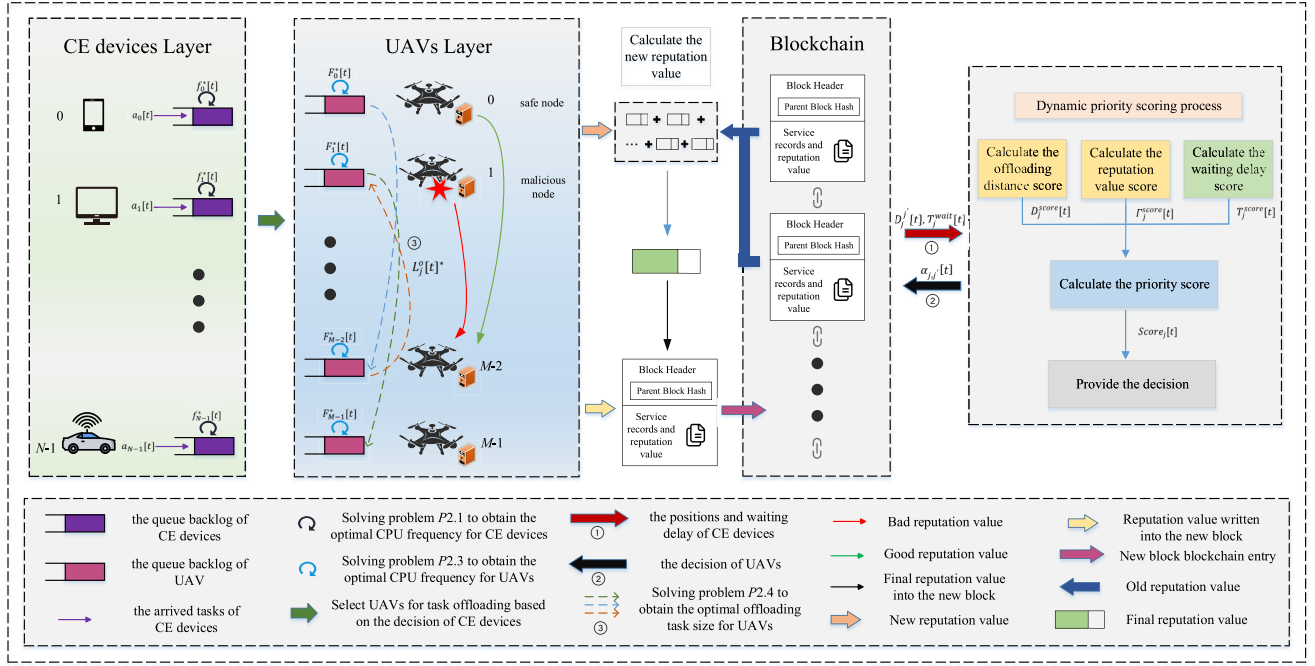 CE devices Layer
0
a_0[t]
f_0^*[t]
1
a_1[t]
f_1^*[t]
N-1
a_{N-1}[t]
f_{N-1}^*[t]
UAVs Layer
F_0^*[t]
0
safe node
F_1^*[t]
1
malicious
node
③
L_j^o[t]^*
F_{M-2}^*[t]
M-2
F_{M-1}^*[t]
M-1
Calculate the
new reputation
value
+ +
... + +
Block Header
Parent Block Hash
Service
records and
reputation
value
Blockchain
Block Header
Parent Block Hash
Service
records and
reputation
value
Block Header
Parent Block Hash
Service
records and
reputation
value
D_j^{j'}[t], T_j^{wait}[t]
①
α_{j,j'}[t]
②
Dynamic priority scoring process
Calculate the
offloading
distance score
Calculate the
reputation
value score
Calculate the
waiting delay
score
D_j^{score}[t]
Γ_j^{score}[t]
T_j^{score}[t]
Calculate the priority score
Score_j[t]
Provide the decision
the queue backlog of
CE devices
the queue backlog of
UAV
the arrived tasks of
CE devices
Solving problem P2.1 to obtain the
optimal CPU frequency for CE devices
Solving problem P2.3 to obtain the
optimal CPU frequency for UAVs
Select UAVs for task offloading based
on the decision of CE devices
①
the positions and waiting
delay of CE devices
②
the decision of UAVs
③
Solving problem P2.4 to
obtain the optimal offloading
task size for UAVs
Bad reputation value
Good reputation value
Final reputation value
into the new block
New reputation value
Reputation value written
into the new block
New block blockchain entry
Old reputation value
Final reputation value